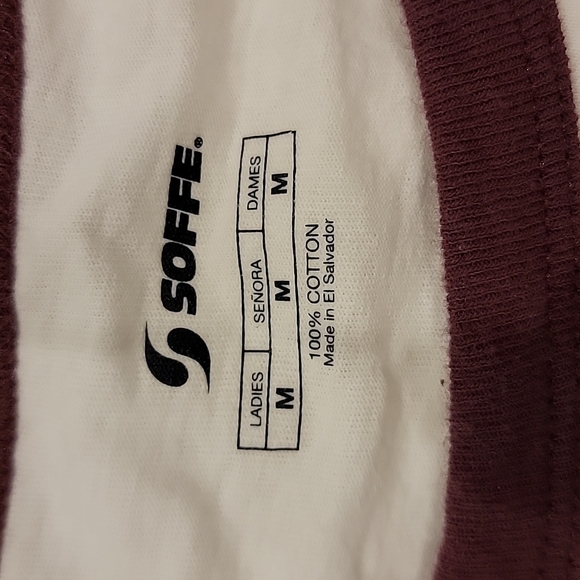 SOFFE®
LADIES SEÑORA DAMES
M M M
100% COTTON
Made in El Salvador